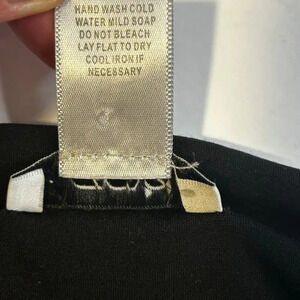 HAND WASH COLD
WATER MILD SOAP
DO NOT BLEACH
LAY FLAT TO DRY
COOL IRON IF
NECESSARY